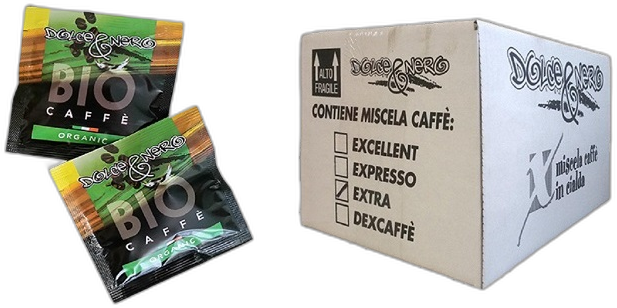 DOLCE & NERO
BIO
CAFFÈ
ORGANIC
DOLCE & NERO
BIO
CAFFÈ
ORGANIC
ALTO
FRAGILE
DOLCE & NERO
CONTIENE MISCELA CAFFÈ:
EXCELLENT
EXPRESSO
EXTRA
DEXCAFFÈ
DOLCE & NERO
X miscela caffè
in cialda